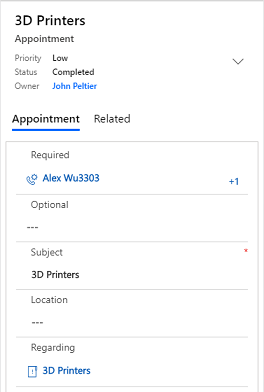 3D Printers
Appointment
Priority Low
Status Completed
Owner John Peltier
Appointment Related
Required
Alex Wu3303 +1
Optional
---
Subject *
3D Printers
Location
---
Regarding
3D Printers